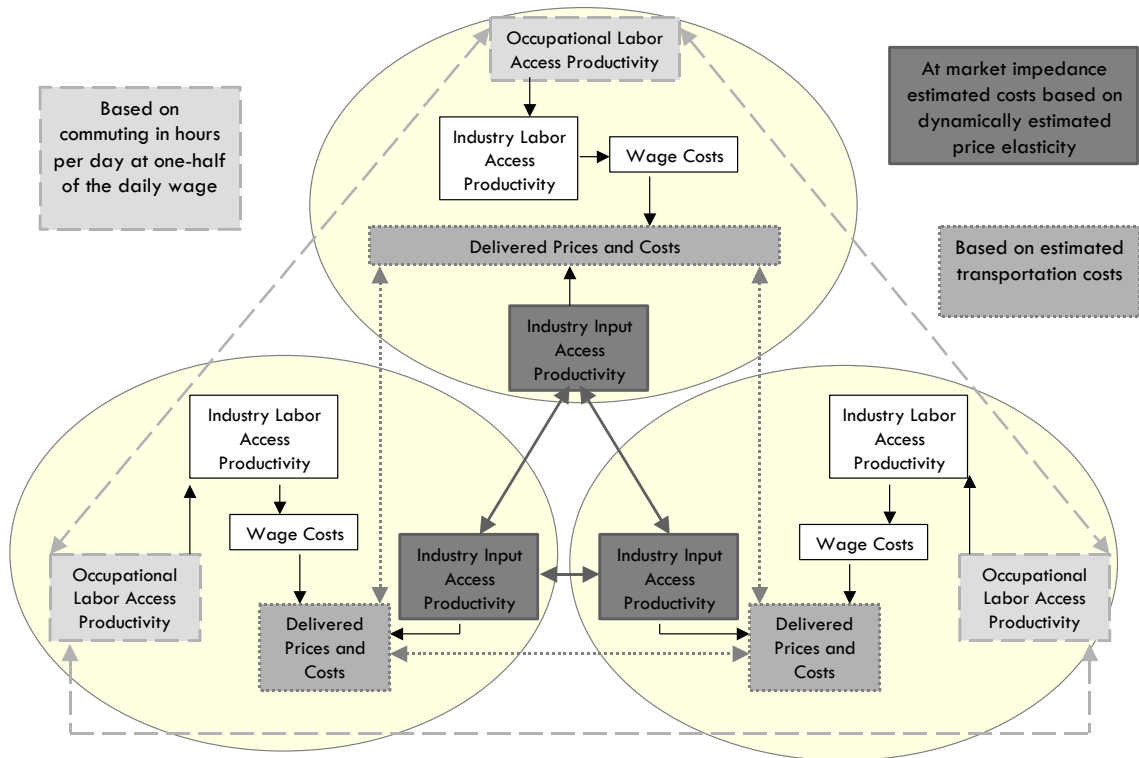 Occupational Labor
Access Productivity
At market impedance
estimated costs based on
dynamically estimated
price elasticity
Based on
commuting in hours
per day at one-half
of the daily wage
Industry Labor
Access
Productivity
Wage Costs
Delivered Prices and Costs
Based on estimated
transportation costs
Industry Input
Access
Productivity
Industry Labor
Access
Productivity
Wage Costs
Occupational
Labor Access
Productivity
Industry Input
Access
Productivity
Delivered
Prices and
Costs
Industry Labor
Access
Productivity
Wage Costs
Industry Input
Access
Productivity
Occupational
Labor Access
Productivity
Delivered
Prices and
Costs